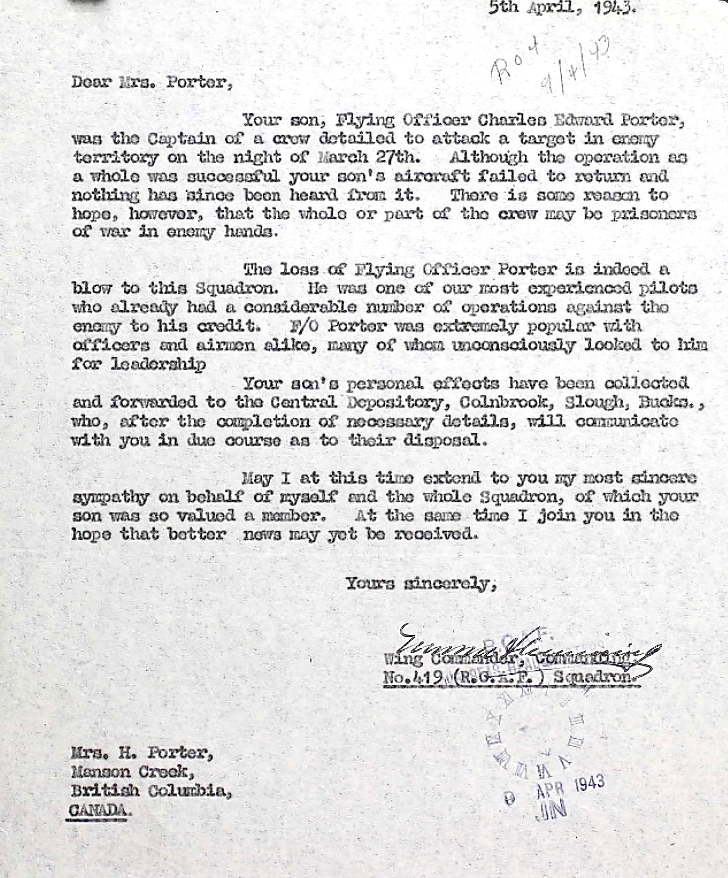 5th April, 1943.
9/4/43
Dear Mrs. Porter,
Your son, Flying Officer Charles Edward Porter,
was the Captain of a crew detailed to attack a target in enemy
territory on the night of March 27th. Although the operation as
a whole was successful your son's aircraft failed to return and
nothing has since been heard from it. There is some reason to
hope, however, that the whole or part of the crew may be prisoners
of war in enemy hands.
The loss of Flying Officer Porter is indeed a
blow to this Squadron. He was one of our most experienced pilots
who already had a considerable number of operations against the
enemy to his credit. F/O Porter was extremely popular with
officers and airmen alike, many of whom unconsciously looked to him
for leadership
Your son's personal effects have been collected
and forwarded to the Central Depository, Colnbrook, Slough, Bucks.,
who, after the completion of necessary details, will communicate
with you in due course as to their disposal.
May I at this time extend to you my most sincere
sympathy on behalf of myself and the whole Squadron, of which your
son was so valued a member. At the same time I join you in the
hope that better news may yet be received.
Yours sincerely,
Wing Commander, Commanding,
No.419 (R.C.A.F.) Squadron.
Mrs. H. Porter,
Manson Creek,
British Columbia,
CANADA.
APR 1943